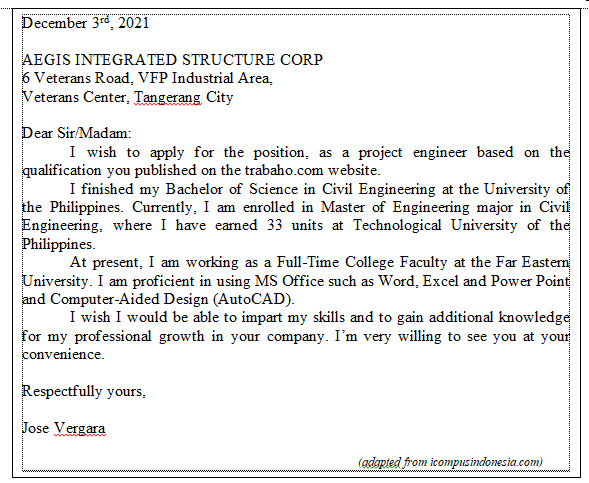 December 3rd, 2021
AEGIS INTEGRATED STRUCTURE CORP
6 Veterans Road, VFP Industrial Area,
Veterans Center, Tangerang City
Dear Sir/Madam:
I wish to apply for the position, as a project engineer based on the
qualification you published on the trabaho.com website.
I finished my Bachelor of Science in Civil Engineering at the University of
the Philippines. Currently, I am enrolled in Master of Engineering major in Civil
Engineering, where I have earned 33 units at Technological University of the
Philippines.
At present, I am working as a Full-Time College Faculty at the Far Eastern
University. I am proficient in using MS Office such as Word, Excel and Power Point
and Computer-Aided Design (AutoCAD).
I wish I would be able to impart my skills and to gain additional knowledge
for my professional growth in your company. I’m very willing to see you at your
convenience.
Respectfully yours,
Jose Vergara
(adapted from icompusindonesia.com)